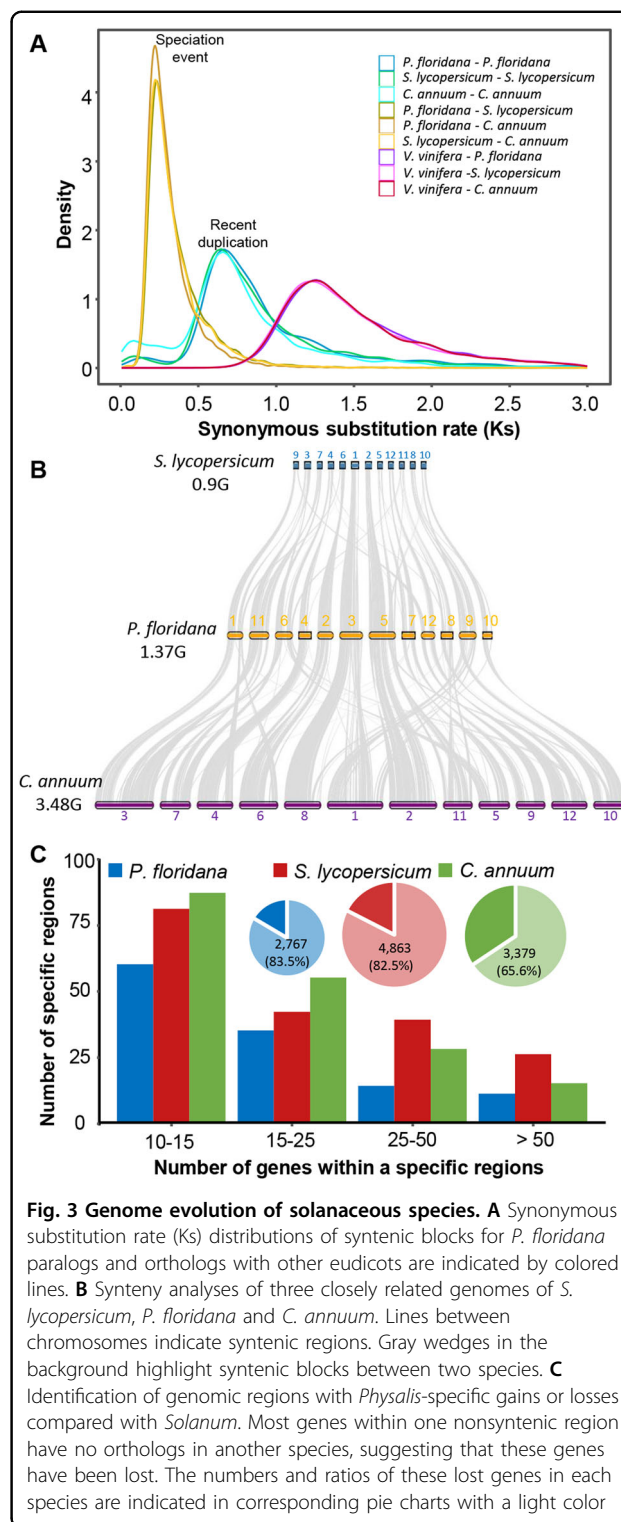 A
Speciation
event
Recent
duplication
P. floridana - P. floridana
S. lycopersicum - S. lycopersicum
C. annuum - C. annuum
P. floridana - S. lycopersicum
P. floridana - C. annuum
S. lycopersicum - C. annuum
V. vinifera - P. floridana
V. vinifera -S. lycopersicum
V. vinifera - C. annuum
Density
4
3
2
1
0
0.0 0.5 1.0 1.5 2.0 2.5 3.0
Synonymous substitution rate (Ks)
B
S. lycopersicum
0.9G
9 3 7 4 6 1 2 5 12 11 8 10
P. floridana
1.37G
1 11 6 4 2 3 5 7 12 8 9 10
C. annuum
3.48G
3 7 4 6 8 1 2 11 5 9 12 10
C
P. floridana S. lycopersicum C. annuum
2,767
(83.5%)
4,863
(82.5%)
3,379
(65.6%)
Number of specific regions
100
75
50
25
0
10-15 15-25 25-50 > 50
Number of genes within a specific regions
Fig. 3 Genome evolution of solanaceous species. A Synonymous
substitution rate (Ks) distributions of syntenic blocks for P. floridana
paralogs and orthologs with other eudicots are indicated by colored
lines. B Synteny analyses of three closely related genomes of S.
lycopersicum, P. floridana and C. annuum. Lines between
chromosomes indicate syntenic regions. Gray wedges in the
background highlight syntenic blocks between two species. C
Identification of genomic regions with Physalis-specific gains or losses
compared with Solanum. Most genes within one nonsyntenic region
have no orthologs in another species, suggesting that these genes
have been lost. The numbers and ratios of these lost genes in each
species are indicated in corresponding pie charts with a light color